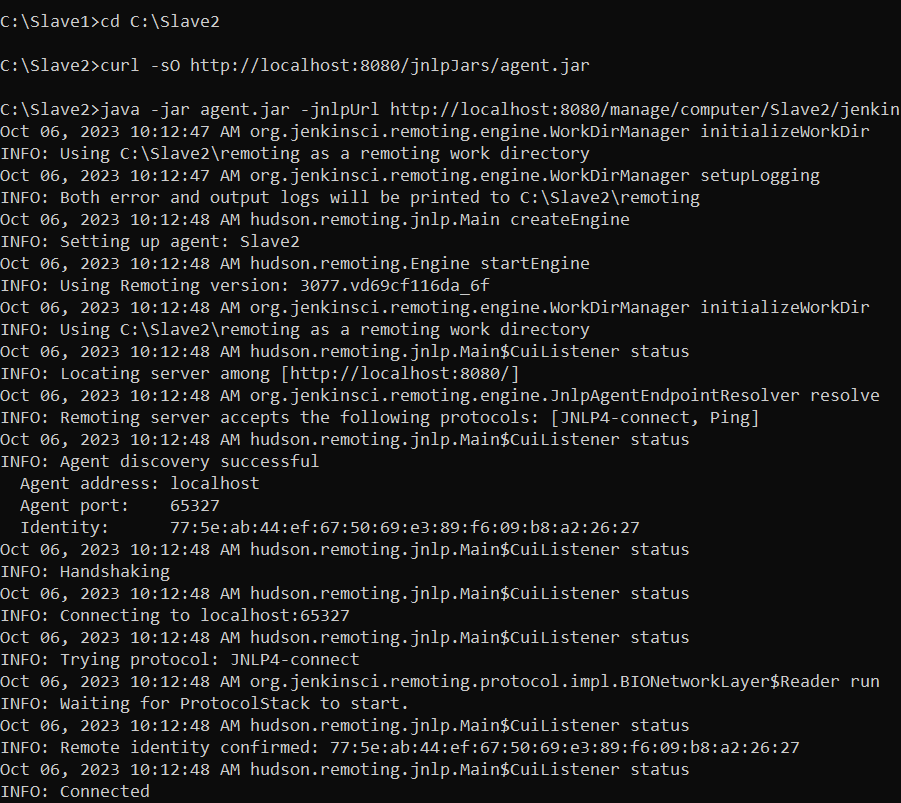 C:\Slave1>cd C:\Slave2
C:\Slave2>curl -sO http://localhost:8080/jnlpJars/agent.jar
C:\Slave2>java -jar agent.jar -jnlpUrl http://localhost:8080/manage/computer/Slave2/jenkin
Oct 06, 2023 10:12:47 AM org.jenkinsci.remoting.engine.WorkDirManager initializeWorkDir
INFO: Using C:\Slave2\remoting as a remoting work directory
Oct 06, 2023 10:12:47 AM org.jenkinsci.remoting.engine.WorkDirManager setupLogging
INFO: Both error and output logs will be printed to C:\Slave2\remoting
Oct 06, 2023 10:12:48 AM hudson.remoting.jnlp.Main createEngine
INFO: Setting up agent: Slave2
Oct 06, 2023 10:12:48 AM hudson.remoting.Engine startEngine
INFO: Using Remoting version: 3077.vd69cf116da_6f
Oct 06, 2023 10:12:48 AM org.jenkinsci.remoting.engine.WorkDirManager initializeWorkDir
INFO: Using C:\Slave2\remoting as a remoting work directory
Oct 06, 2023 10:12:48 AM hudson.remoting.jnlp.Main$CuiListener status
INFO: Locating server among [http://localhost:8080/]
Oct 06, 2023 10:12:48 AM org.jenkinsci.remoting.engine.JnlpAgentEndpointResolver resolve
INFO: Remoting server accepts the following protocols: [JNLP4-connect, Ping]
Oct 06, 2023 10:12:48 AM hudson.remoting.jnlp.Main$CuiListener status
INFO: Agent discovery successful
  Agent address: localhost
  Agent port:    65327
  Identity:      77:5e:ab:44:ef:67:50:69:e3:89:f6:09:b8:a2:26:27
Oct 06, 2023 10:12:48 AM hudson.remoting.jnlp.Main$CuiListener status
INFO: Handshaking
Oct 06, 2023 10:12:48 AM hudson.remoting.jnlp.Main$CuiListener status
INFO: Connecting to localhost:65327
Oct 06, 2023 10:12:48 AM hudson.remoting.jnlp.Main$CuiListener status
INFO: Trying protocol: JNLP4-connect
Oct 06, 2023 10:12:48 AM org.jenkinsci.remoting.protocol.impl.BIONetworkLayer$Reader run
INFO: Waiting for ProtocolStack to start.
Oct 06, 2023 10:12:48 AM hudson.remoting.jnlp.Main$CuiListener status
INFO: Remote identity confirmed: 77:5e:ab:44:ef:67:50:69:e3:89:f6:09:b8:a2:26:27
Oct 06, 2023 10:12:48 AM hudson.remoting.jnlp.Main$CuiListener status
INFO: Connected